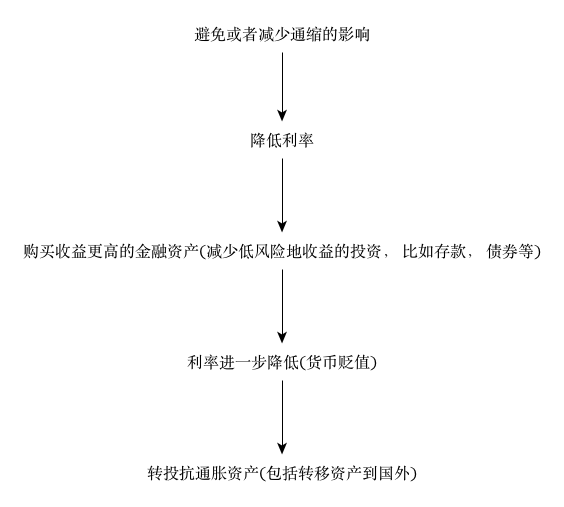 避免或者减少通缩的影响
降低利率
购买收益更高的金融资产(减少低风险地收益的投资， 比如存款， 债券等)
利率进一步降低(货币贬值)
转投抗通胀资产(包括转移资产到国外)